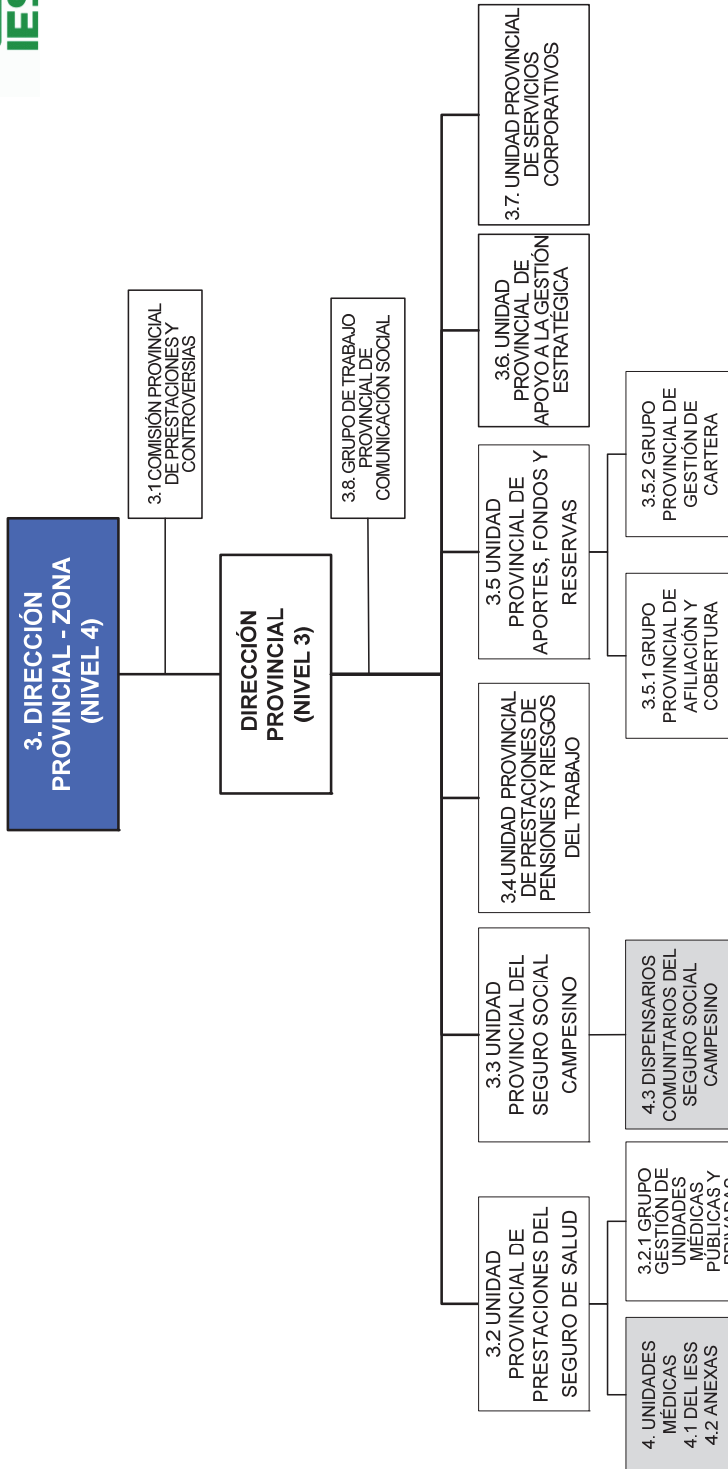 IESS
3. DIRECCIÓN
PROVINCIAL - ZONA
(NIVEL 4)
3.1 COMISIÓN PROVINCIAL
DE PRESTACIONES Y
CONTROVERSIAS
DIRECCIÓN
PROVINCIAL
(NIVEL 3)
3.8. GRUPO DE TRABAJO
PROVINCIAL DE
COMUNICACIÓN SOCIAL
3.2 UNIDAD
PROVINCIAL DE
PRESTACIONES DEL
SEGURO DE SALUD
3.3 UNIDAD
PROVINCIAL DEL
SEGURO SOCIAL
CAMPESINO
3.4 UNIDAD PROVINCIAL
DE PRESTACIONES DE
PENSIONES Y RIESGOS
DEL TRABAJO
3.5 UNIDAD
PROVINCIAL DE
APORTES, FONDOS Y
RESERVAS
3.6. UNIDAD
PROVINCIAL DE
APOYO A LA GESTIÓN
ESTRATÉGICA
3.7. UNIDAD PROVINCIAL
DE SERVICIOS
CORPORATIVOS
4. UNIDADES
MÉDICAS
4.1 DEL IESS
4.2 ANEXAS
3.2.1 GRUPO
GESTIÓN DE
UNIDADES
MÉDICAS
PÚBLICAS Y
PRIVADAS
4.3 DISPENSARIOS
COMUNITARIOS DEL
SEGURO SOCIAL
CAMPESINO
3.5.1 GRUPO
PROVINCIAL DE
AFILIACIÓN Y
COBERTURA
3.5.2 GRUPO
PROVINCIAL DE
GESTIÓN DE
CARTERA